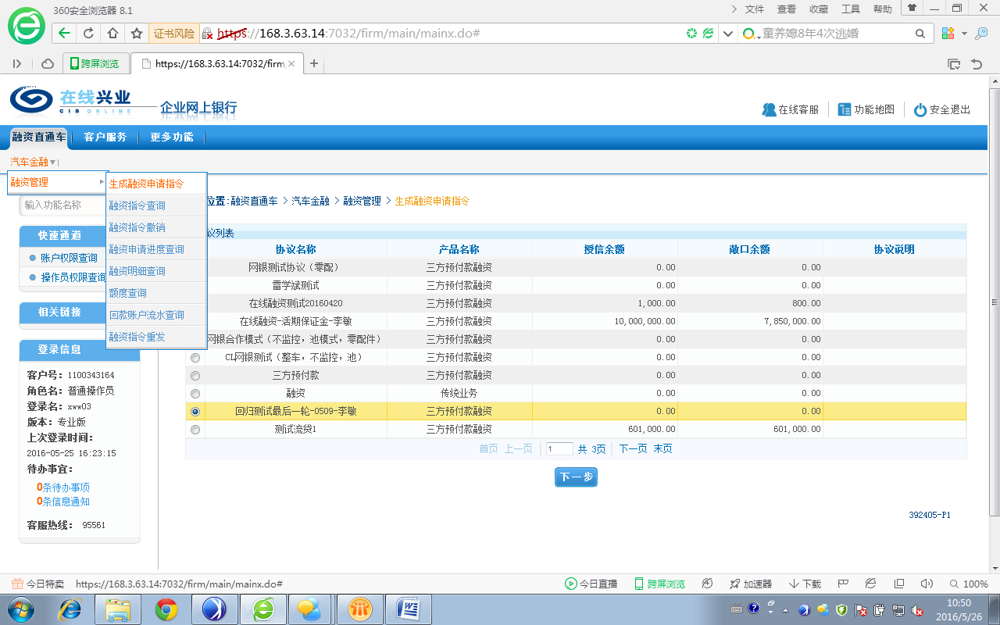 360安全浏览器 8.1
文件 查看 收藏 工具 帮助
证书风险 https://168.3.63.14:7032/firm/main/mainx.do# 童养媳8年4次逃婚
跨屏浏览 https://168.3.63.14:7032/firm
在线兴业 CIB ONLINE 企业网上银行
在线客服 功能地图 安全退出
融资直通车 客户服务 更多功能
汽车金融
融资管理
生成融资申请指令
融资指令查询
融资指令撤销
融资申请进度查询
融资明细查询
额度查询
回款账户流水查询
融资指令重发
输入功能名称
快速通道
账户权限查询
操作员权限查询
相关链接
登录信息
客户号: 1100343164
角色名: 普通操作员
登录名: xww03
版本: 专业版
上次登录时间:
2016-05-25 16:23:15
待办事宜:
0条待办事项
0条信息通知
客服热线: 95561
位置:融资直通车 > 汽车金融 > 融资管理 > 生成融资申请指令
议列表
协议名称 产品名称 授信余额 敞口余额 协议说明
网银测试协议（零配） 三方预付款融资 0.00 0.00
雷学斌测试 三方预付款融资 0.00 0.00
在线融资测试20160420 三方预付款融资 1,000.00 800.00
在线融资-活期保证金-李敏 三方预付款融资 10,000,000.00 7,850,000.00
网银合作模式（不监控，池模式，零配件） 三方预付款融资 0.00 0.00
CL网银测试（整车，不监控，池） 三方预付款融资 0.00 0.00
三方预付款 三方预付款融资 0.00 0.00
融资 传统业务 0.00 0.00
回归测试最后一轮-0509-李敏 三方预付款融资 0.00 0.00
测试流贷1 三方预付款融资 601,000.00 601,000.00
首页 上一页 1 共 3页 下一页 末页
下一步
392405-P1
今日特卖 https://168.3.63.14:7032/firm/main/mainx.do# 今日直播 跨屏浏览 加速器 下载 100%
10:50
2016/5/26